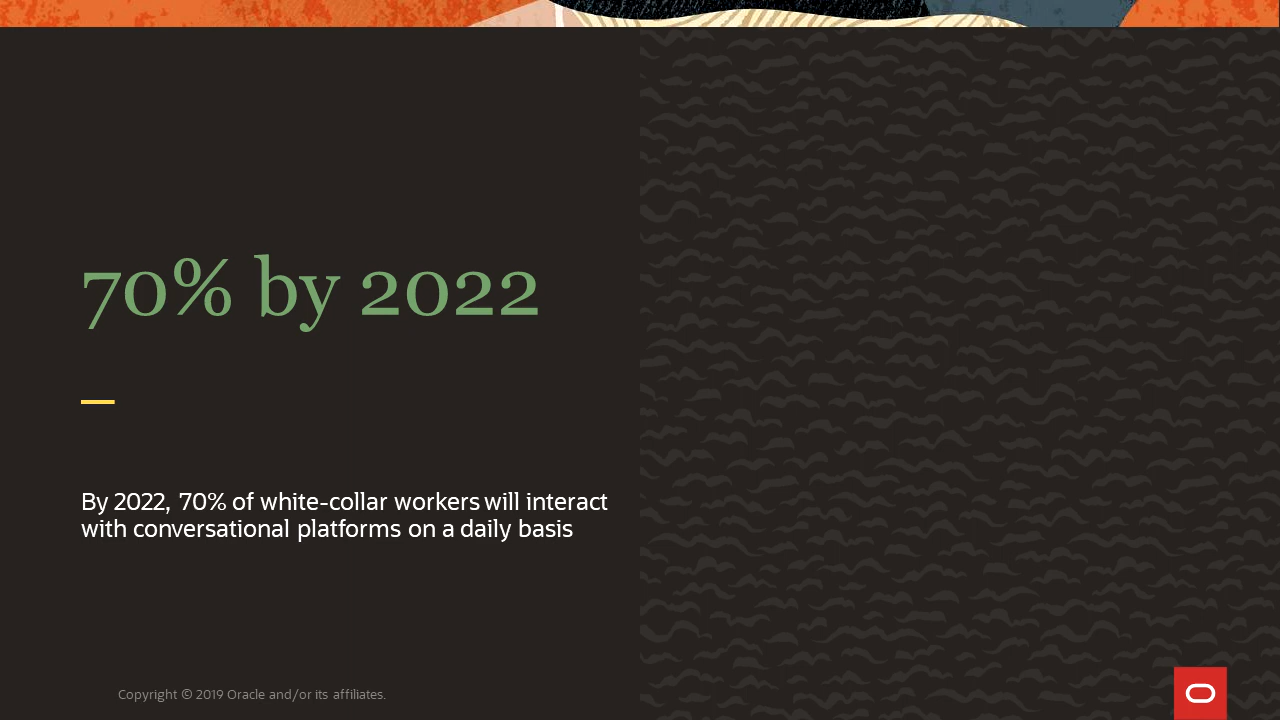 70% by 2022
By 2022, 70% of white-collar workers will interact
with conversational platforms on a daily basis
Copyright © 2019 Oracle and/or its affiliates.